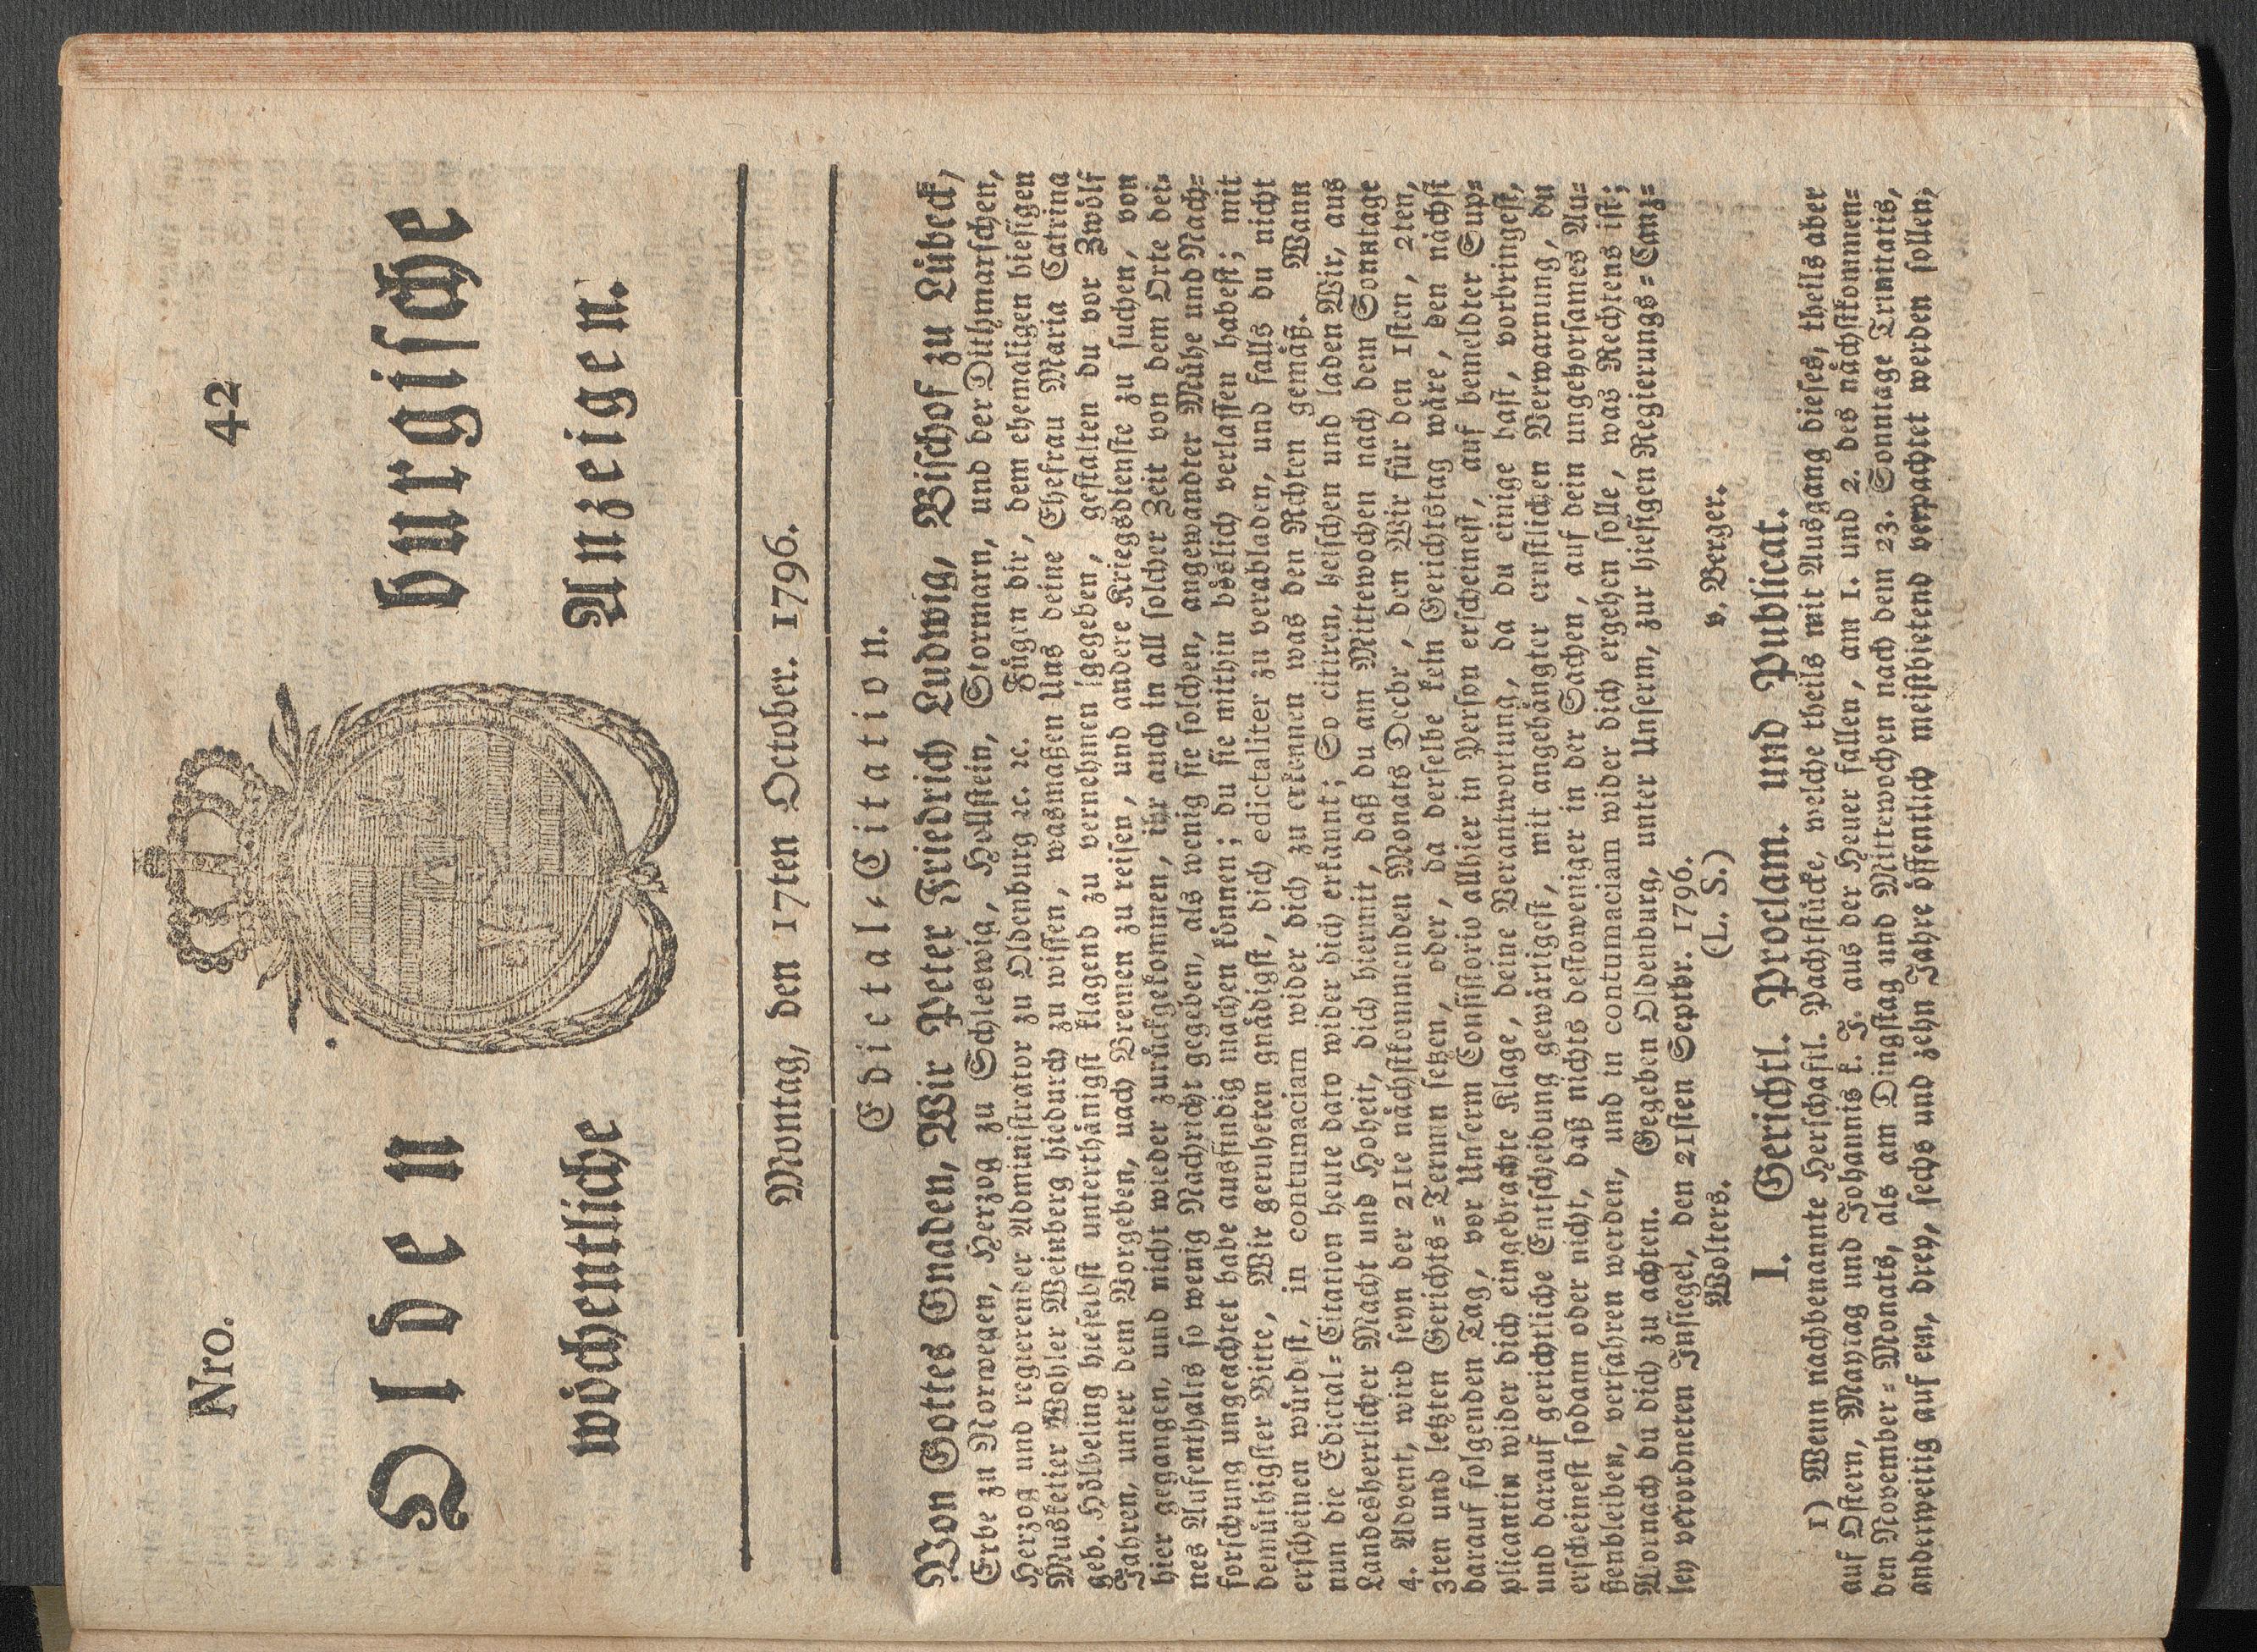 Nro. 42
Olden burgische
wöchentliche Anzeigen.
Montag, den 17ten October. 1796.
Edictal-Citation.
Von Gottes Gnaden, Wir Peter Friedrich Ludwig, Bischof zu Lübeck,
Erbe zu Norwegen, Herzog zu Schleswig, Hollstein, Stormarn, und der Dithmarschen,
Herzog und regierender Administrator zu Oldenburg ꝛc. ꝛc. Fügen dir, dem ehemaligen hiesigen
Musketier Wohler Weinberg hiedurch zu wissen, wasmaßen Uns deine Ehefrau Maria Catrina
geb. Hölbeling hieselbst unterthänigst klagend zu vernehmen gegeben, gestalten du vor Zwölf
Jahren, unter dem Vorgeben, nach Bremen zu reisen, und andere Kriegsdienste zu suchen, von
hier gegangen, und nicht wieder zurückgekommen, ihr auch in all solcher Zeit von dem Orte dei-
nes Aufenthalts so wenig Nachricht gegeben, als wenig sie solchen, angewandter Mühe und Nach-
forschung ungeachtet habe ausfindig machen können; du sie mithin böslich verlassen habest; mit
demüthigster Bitte, Wir geruheten gnädigst, dich edictaliter zu verabladen, und falls du nicht
erscheinen würdest, in contumaciam wider dich zu erkennen was den Rchten gemäß. Wann
nun die Edictal-Citation heute dato wider dich erkannt; So citiren, heischen und laden Wir, aus
Landesherrlicher Macht und Hoheit, dich hiermit, daß du am Mittewochen nach dem Sonntage
4. Advent, wird seyn der 21te nächstkommenden Monats Decbr, den Wir für den 1sten, 2ten,
3ten und letzten Gerichts-Termin setzen, oder, da derselbe kein Gerichtstag wäre, den nächst
darauf folgenden Tag, vor Unserm Consistorio allhier in Person erscheinest, auf bemeldter Sup-
plicantin wider dich eingebrachte Klage, deine Verantwortung, da du einige hast, vorbringest,
und darauf gerichtliche Entscheidung gewärtigest, mit angehängter ernstlichen Verwarnung, du
erscheinest sodann oder nicht, daß nichts destoweniger in der Sachen, auf dein ungehorsames Au-
ßenbleiben, verfahren werden, und in contumaciam wider dich ergehen solle, was Rechtens ist;
Wornach du dich zu achten. Gegeben Oldenburg, unter Unserm, zur hiesigen Regierungs-Canz-
ley verordneten Insiegel, den 21sten Septbr. 1796.
Wolters. (L. S.) v. Berger.
I. Gerichtl. Proclam. und Publicat.
1) Wenn nachbenannte Herschaftl. Pachtstücke, welche theils mit Ausgang dieses, theils aber
auf Ostern, Maytag und Johannis k. J. aus der Heuer fallen, am 1. und 2. des nächstkommen-
den November-Monats, als am Dingstag und Mittewochen nach dem 23. Sonntage Trinitatis,
anderweitig auf ein, drey, sechs und zehn Jahre öffentlich meistbietend verpachtet werden sollen,